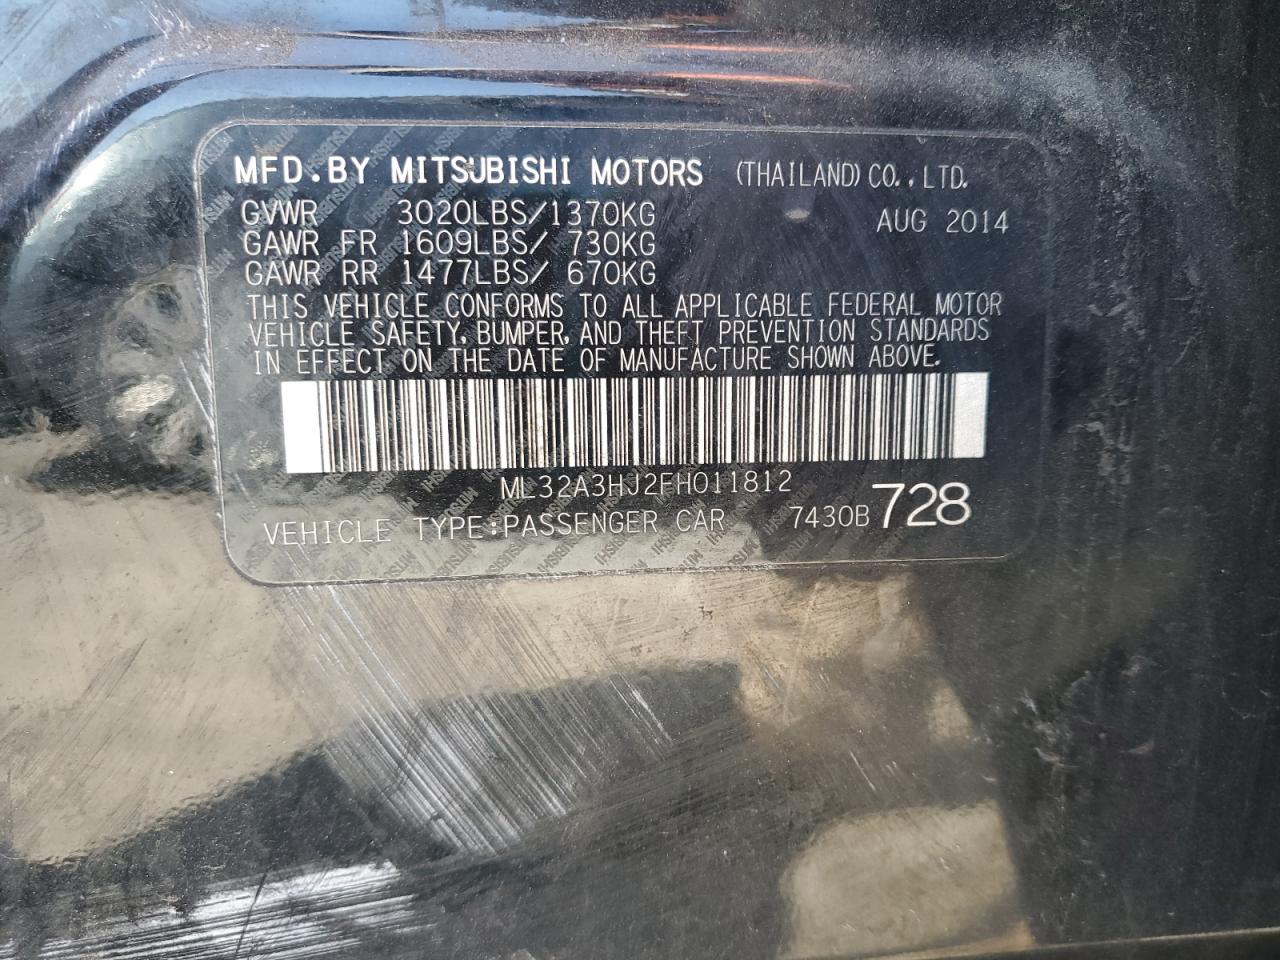 MFD.BY MITSUBISHI MOTORS (THAILAND) CO.,LTD.
GVWR 3020LBS/1370KG AUG 2014
GAWR FR 1609LBS/ 730KG
GAWR RR 1477LBS/ 670KG
THIS VEHICLE CONFORMS TO ALL APPLICABLE FEDERAL MOTOR
VEHICLE SAFETY, BUMPER, AND THEFT PREVENTION STANDARDS
IN EFFECT ON THE DATE OF MANUFACTURE SHOWN ABOVE.
ML32A3HJ2FH011812
VEHICLE TYPE:PASSENGER CAR 7430B 728